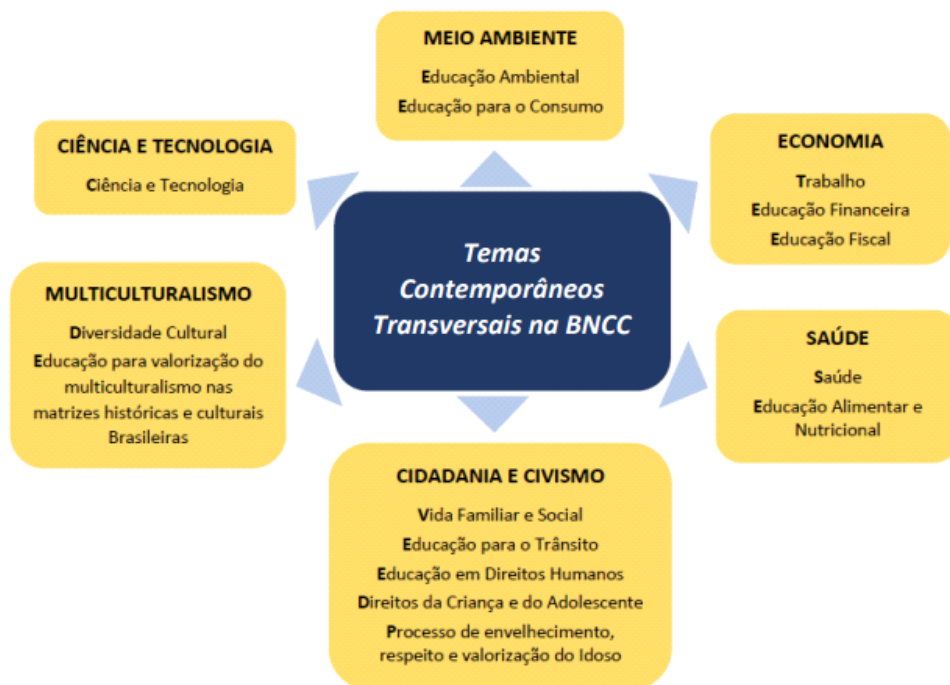 MEIO AMBIENTE
Educação Ambiental
Educação para o Consumo
CIÊNCIA E TECNOLOGIA
Ciência e Tecnologia
ECONOMIA
Trabalho
Educação Financeira
Educação Fiscal
Temas
Contemporâneos
Transversais na BNCC
MULTICULTURALISMO
Diversidade Cultural
Educação para valorização do
multiculturalismo nas
matrizes históricas e culturais
Brasileiras
SAÚDE
Saúde
Educação Alimentar e
Nutricional
CIDADANIA E CIVISMO
Vida Familiar e Social
Educação para o Trânsito
Educação em Direitos Humanos
Direitos da Criança e do Adolescente
Processo de envelhecimento,
respeito e valorização do Idoso